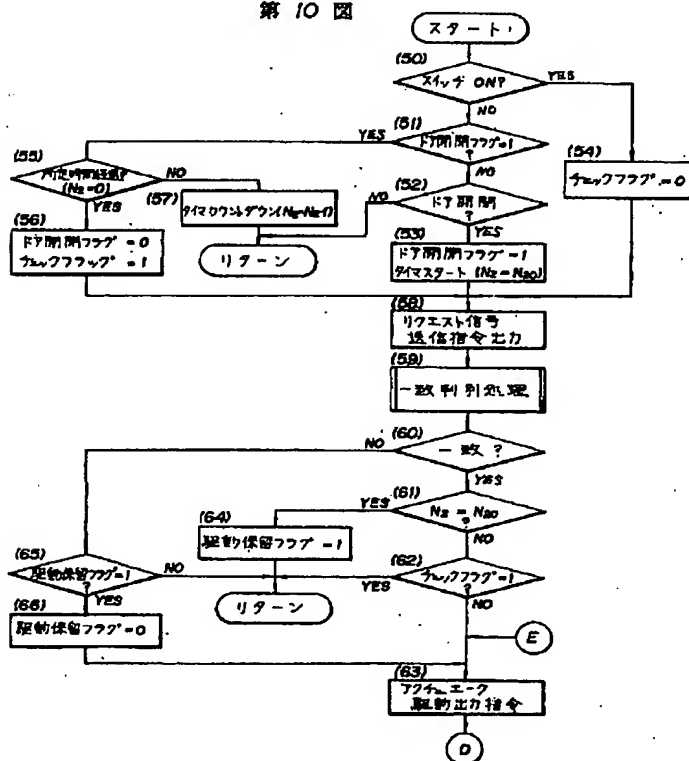 第 10 図
スタート
(50)
スイッチ ON?
YES
NO
(51)
ドア開閉フラグ=1
?
YES
NO
(52)
ドア開閉
?
NO
YES
(53)
ドア開閉フラグ=1
タイマスタート (N2=N20)
(54)
チェックフラグ=0
(55)
(N2=0)
NO
YES
(56)
ドア開閉フラグ=0
チェックフラッグ=1
(57)
タイマカウントダウン
リターン
(58)
リクエスト信号
送信指令出力
(59)
一致判別処理
(60)
一致 ?
NO
YES
(61)
N2=N20
?
YES
NO
(62)
チェックフラグ=1
?
YES
NO
(64)
駆動保留フラグ=1
リターン
(65)
駆動保留フラグ=1
?
NO
YES
(66)
駆動保留フラグ=0
E
(63)
アクチュエータ
駆動出力指令
D